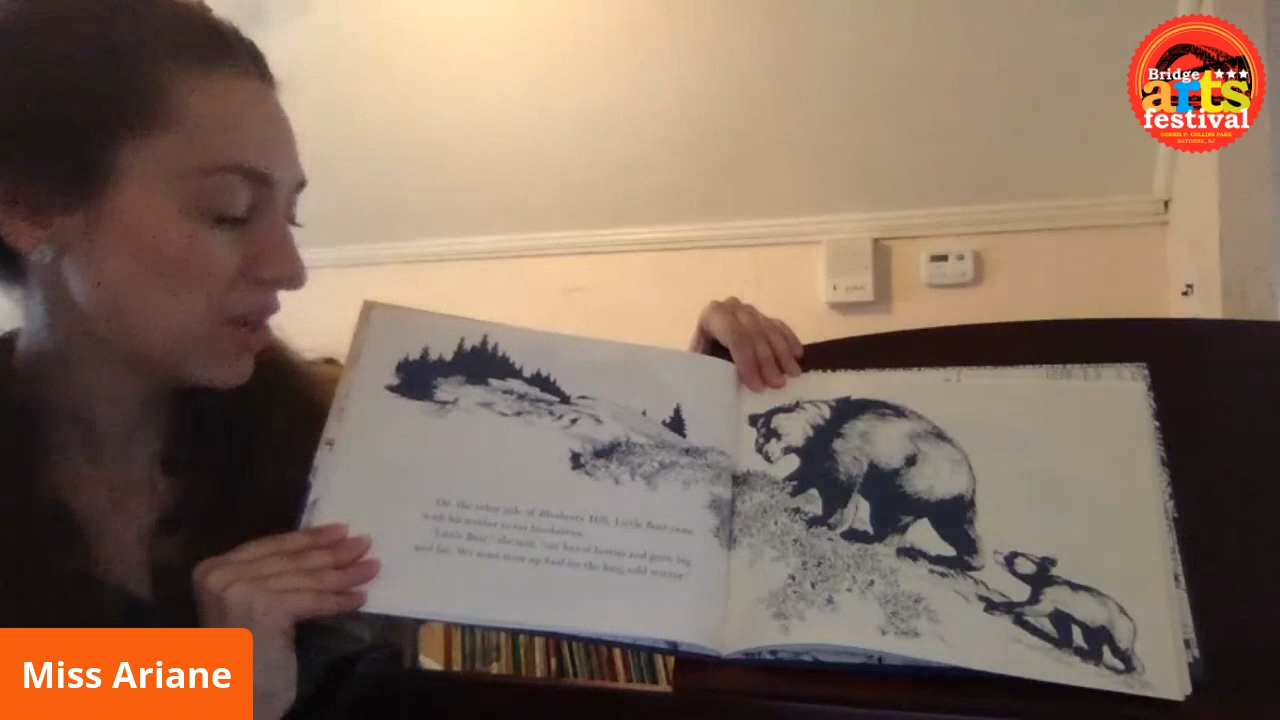 Bridge
arts
festival
DENNIS P. COLLINS PARK
BAYONNE, NJ
On the other side of Blueberry Hill, Little Bear came
with his mother to eat blueberries.
"Little Bear," she said, "eat lots of berries and grow big
and fat. We must store up food for the long, cold winter."
Miss Ariane